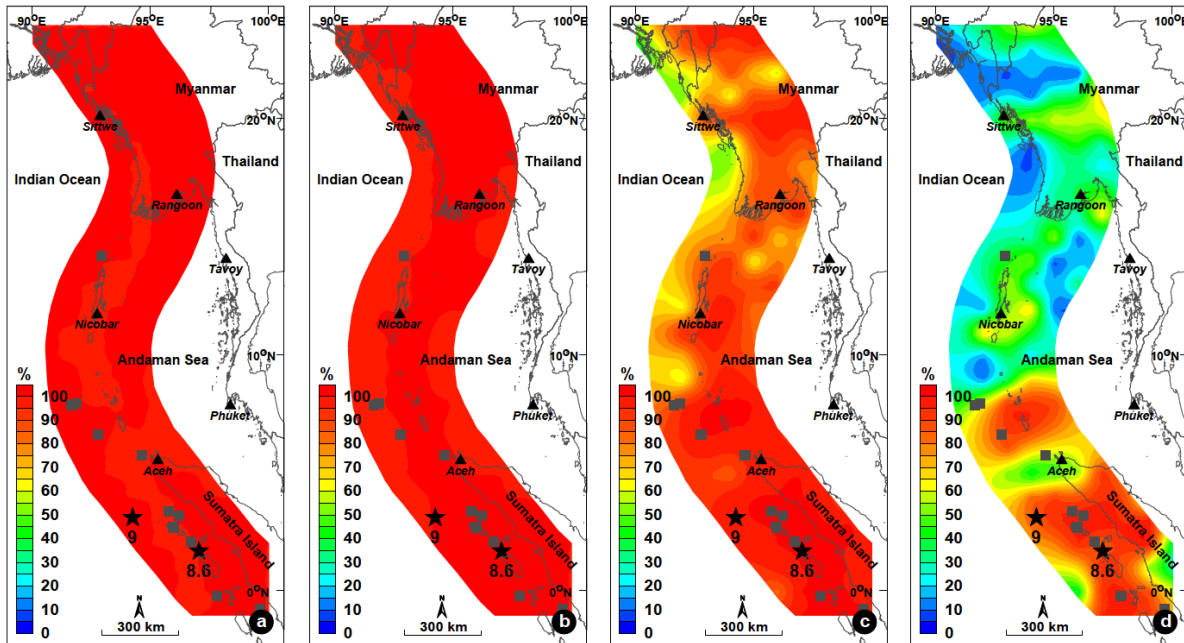 90°E 95°E 100°E
Myanmar
20°N
Sittwe
Thailand
Indian Ocean
Rangoon
Tavoy
Nicobar
Andaman Sea
10°N
%
100
90
80
70
60
50
40
30
20
10
0
Phuket
Aceh
Sumatra Island
9
8.6
0°N
N
300 km
a
90°E 95°E 100°E
Myanmar
20°N
Sittwe
Thailand
Indian Ocean
Rangoon
Tavoy
Nicobar
Andaman Sea
10°N
%
100
90
80
70
60
50
40
30
20
10
0
Phuket
Aceh
Sumatra Island
9
8.6
0°N
N
300 km
b
90°E 95°E 100°E
Myanmar
20°N
Sittwe
Thailand
Indian Ocean
Rangoon
Tavoy
Nicobar
Andaman Sea
10°N
%
100
90
80
70
60
50
40
30
20
10
0
Phuket
Aceh
Sumatra Island
9
8.6
0°N
N
300 km
c
90°E 95°E 100°E
Myanmar
20°N
Sittwe
Thailand
Indian Ocean
Rangoon
Tavoy
Nicobar
Andaman Sea
10°N
%
100
90
80
70
60
50
40
30
20
10
0
Phuket
Aceh
Sumatra Island
9
8.6
0°N
N
300 km
d